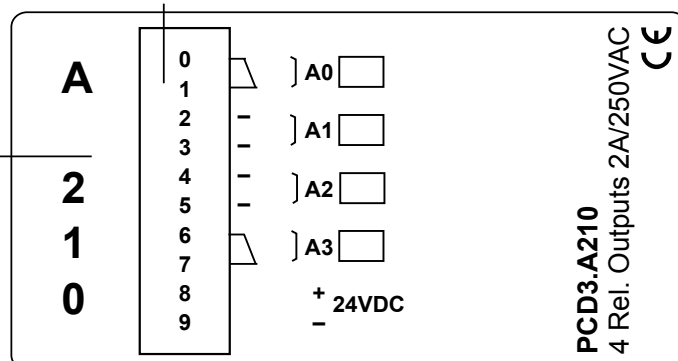 A
2
1
0
0
1
2
3
4
5
6
7
8
9
A0
A1
A2
A3
+
24VDC
–
PCD3.A210
4 Rel. Outputs 2A/250VAC
CE